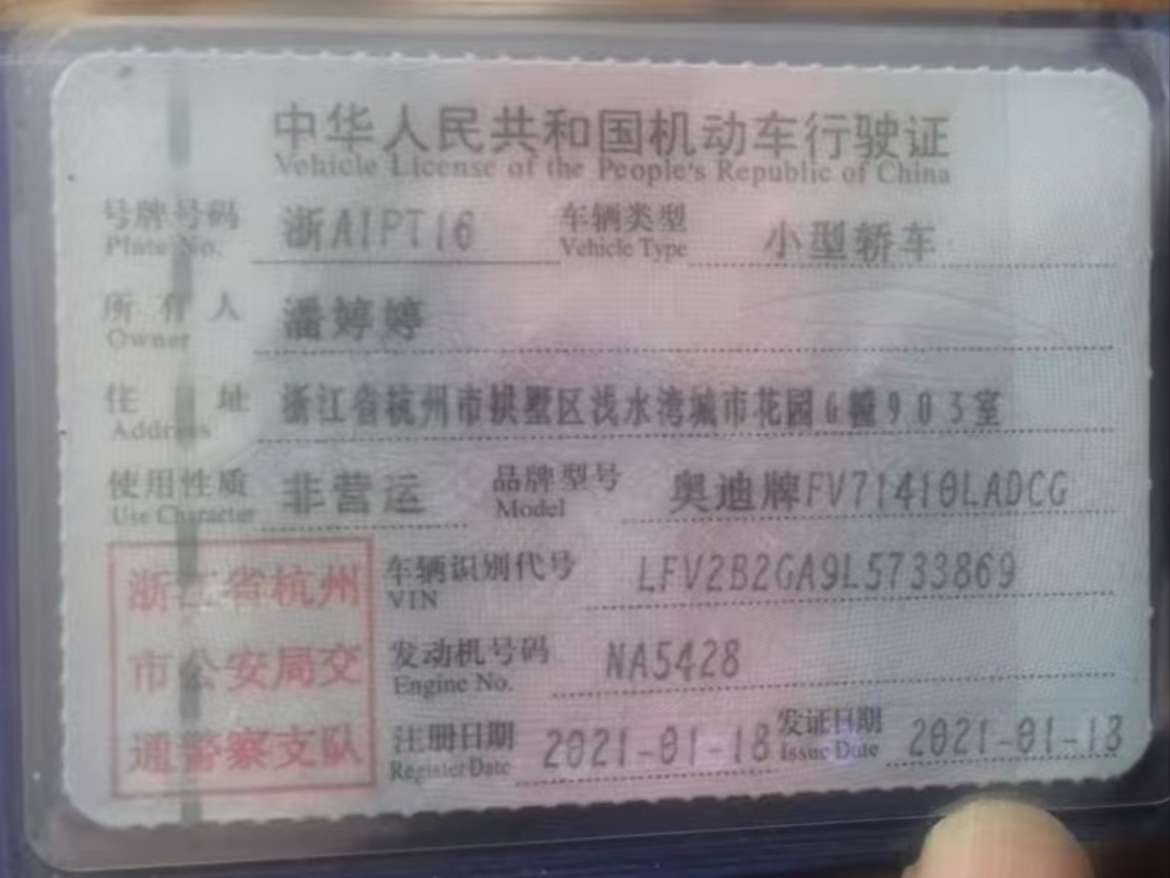 中华人民共和国机动车行驶证
Vehicle License of the People's Republic of China
号牌号码 浙A1PT16 车辆类型 小型轿车
Plate No. Vehicle Type
所有人 潘婷婷
Owner
住址 浙江省杭州市拱墅区浅水湾城市花园G幢903室
Address
使用性质 非营运 品牌型号 奥迪牌FV71410LADCG
Use Character Model
浙江省杭州 车辆识别代号 LFV2B2GA9L5733869
VIN
市公安局交 发动机号码 NA5428
Engine No.
通警察支队 注册日期 2021-01-18 发证日期
Register Date Issue Date